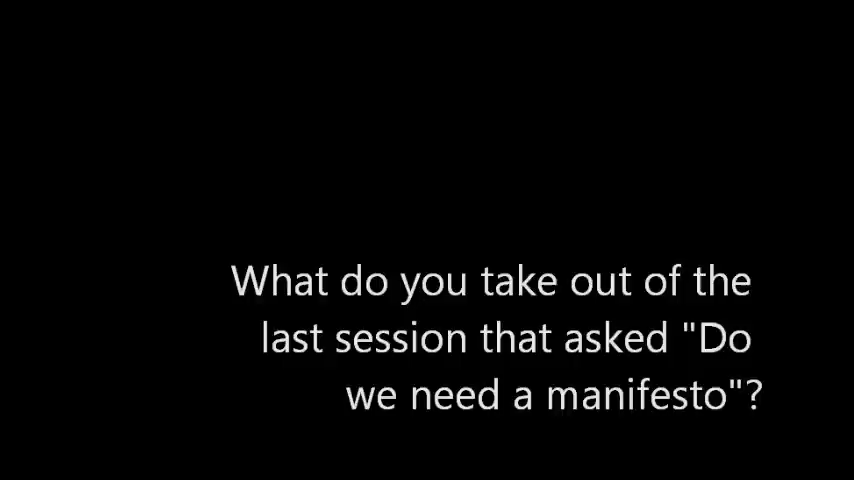 What do you take out of the
last session that asked "Do
we need a manifesto"?